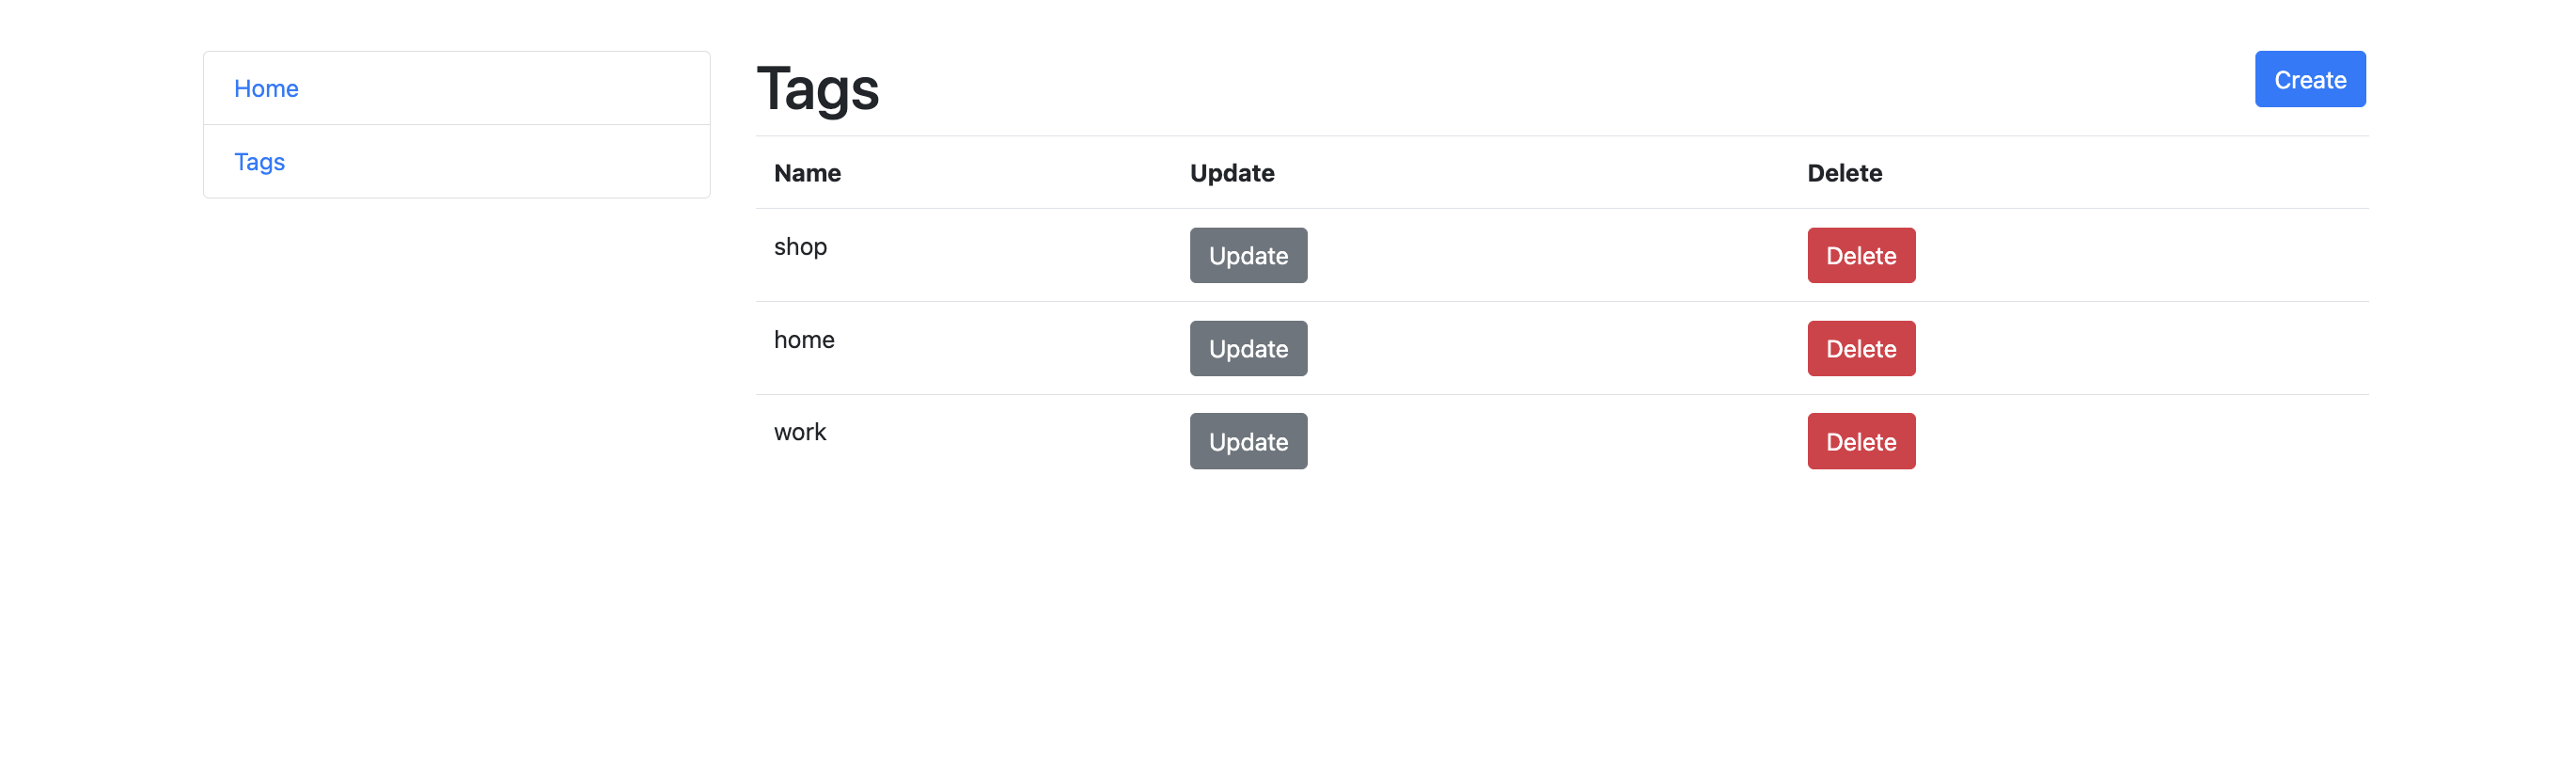 Home
Tags
Tags
Create
Name Update Delete
shop Update Delete
home Update Delete
work Update Delete